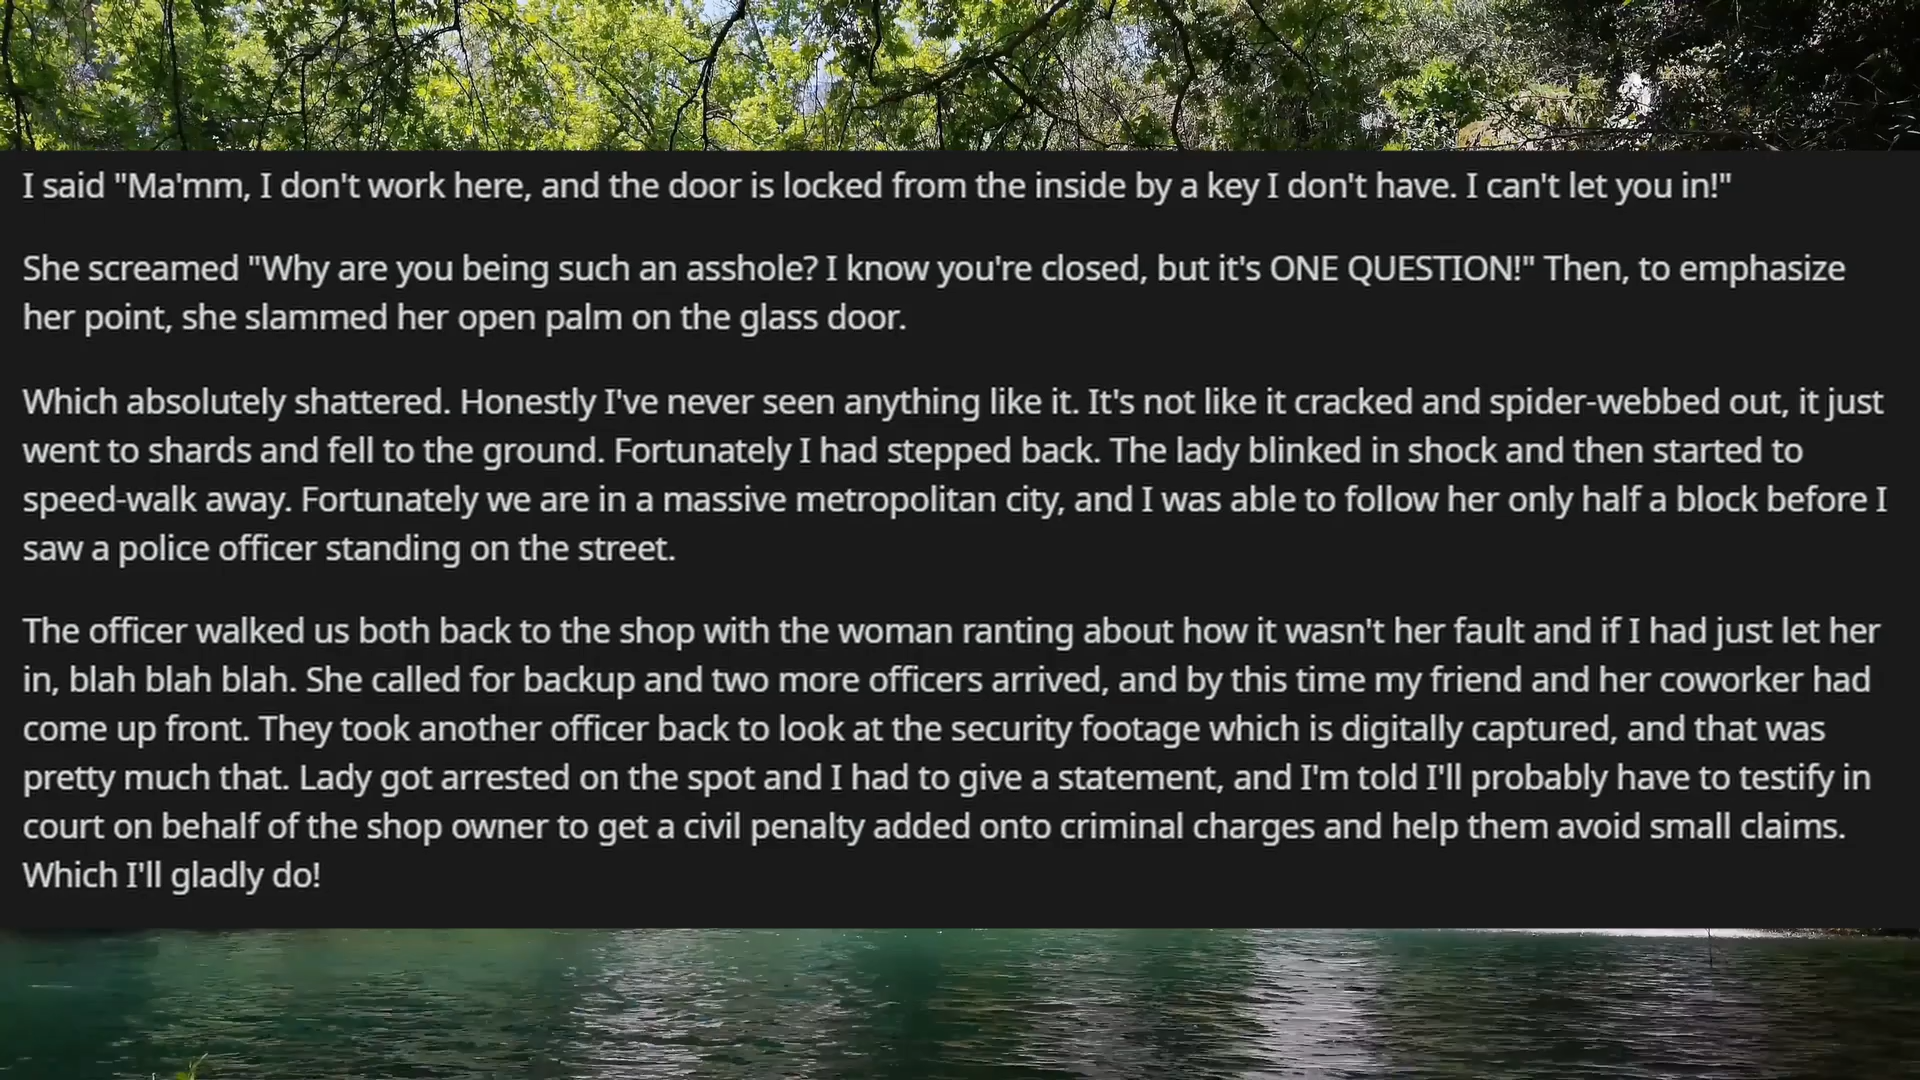 I said "Ma'mm, I don't work here, and the door is locked from the inside by a key I don't have. I can't let you in!"
She screamed "Why are you being such an asshole? I know you're closed, but it's ONE QUESTION!" Then, to emphasize
her point, she slammed her open palm on the glass door.
Which absolutely shattered. Honestly I've never seen anything like it. It's not like it cracked and spider-webbed out, it just
went to shards and fell to the ground. Fortunately I had stepped back. The lady blinked in shock and then started to
speed-walk away. Fortunately we are in a massive metropolitan city, and I was able to follow her only half a block before I
saw a police officer standing on the street.
The officer walked us both back to the shop with the woman ranting about how it wasn't her fault and if I had just let her
in, blah blah blah. She called for backup and two more officers arrived, and by this time my friend and her coworker had
come up front. They took another officer back to look at the security footage which is digitally captured, and that was
pretty much that. Lady got arrested on the spot and I had to give a statement, and I'm told I'll probably have to testify in
court on behalf of the shop owner to get a civil penalty added onto criminal charges and help them avoid small claims.
Which I'll gladly do!